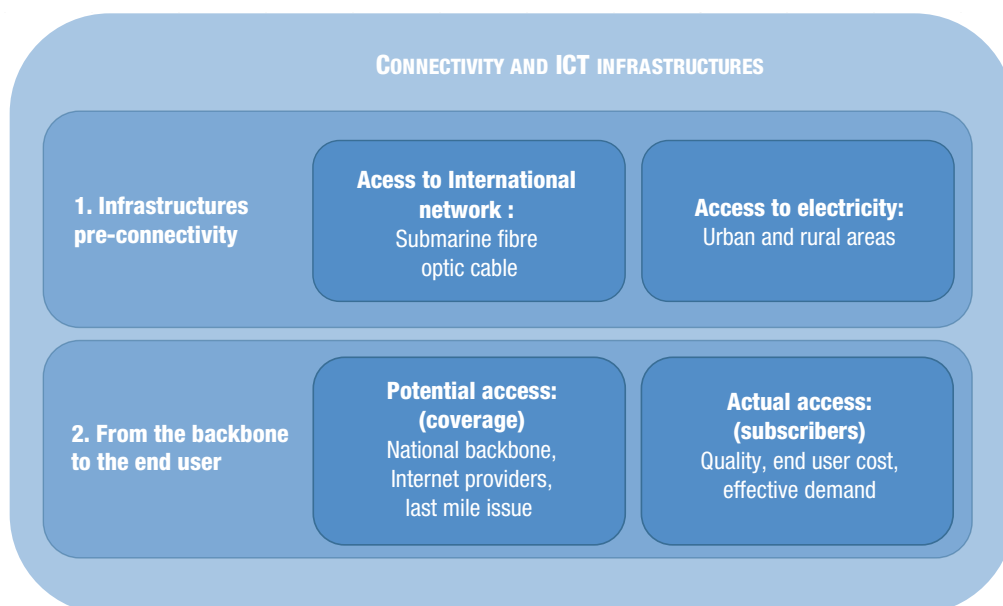 CONNECTIVITY AND ICT INFRASTRUCTURES
1. Infrastructures
pre-connectivity
Acess to International
network :
Submarine fibre
optic cable
Access to electricity:
Urban and rural areas
2. From the backbone
to the end user
Potential access:
(coverage)
National backbone,
Internet providers,
last mile issue
Actual access:
(subscribers)
Quality, end user cost,
effective demand